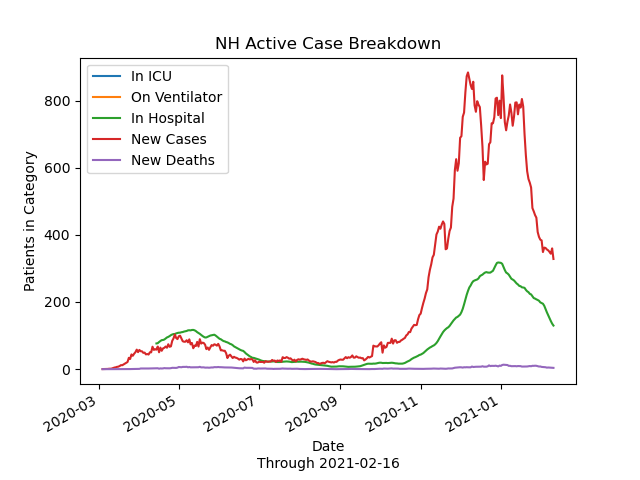 NH Active Case Breakdown
In ICU
On Ventilator
In Hospital
New Cases
New Deaths
Patients in Category
800
600
400
200
0
2020-03
2020-05
2020-07
2020-09
2020-11
2021-01
Date
Through 2021-02-16